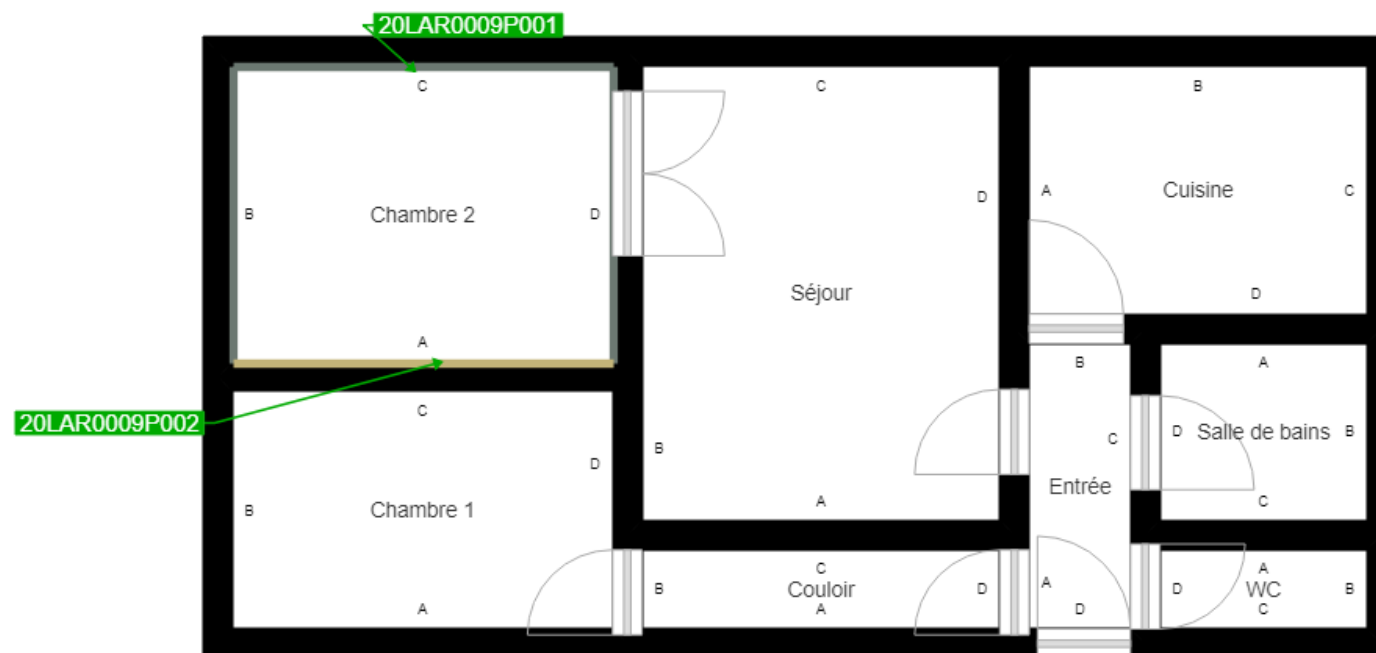 20LAR0009P001
C
B
Chambre 2
D
A
20LAR0009P002
C
D
Séjour
B
A
B
A
Cuisine
C
D
C
B
Chambre 1
D
A
B
C
Couloir
A
D
B
C
Entrée
A
D
A
D
Salle de bains
B
C
A
D
WC
B
C